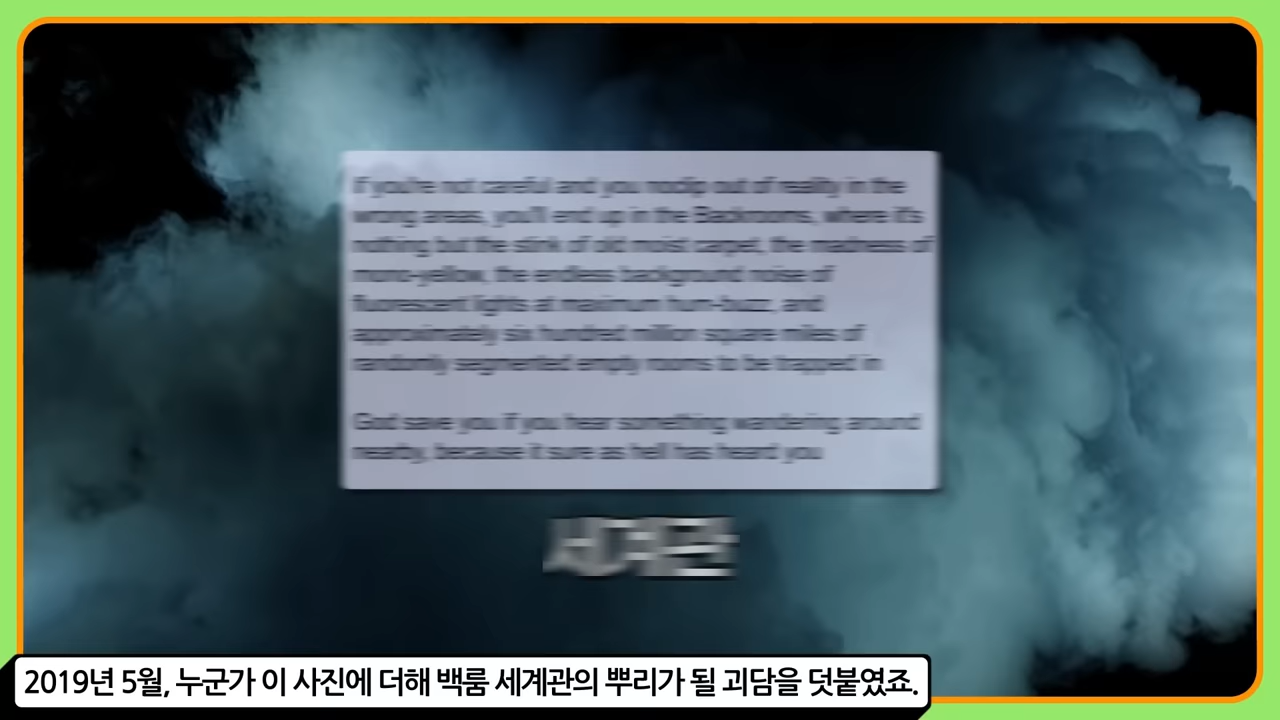 If you're not careful and you noclip out of reality in the
wrong areas, you'll end up in the Backrooms, where it's
nothing but the stink of old moist carpet, the madness of
mono-yellow, the endless background noise of
fluorescent lights at maximum hum-buzz, and
approximately six hundred million square miles of
randomly segmented empty rooms to be trapped in
God save you if you hear something wandering around
nearby, because it sure as hell has heard you
세계관
2019년 5월, 누군가 이 사진에 더해 백룸 세계관의 뿌리가 될 괴담을 덧붙였죠.